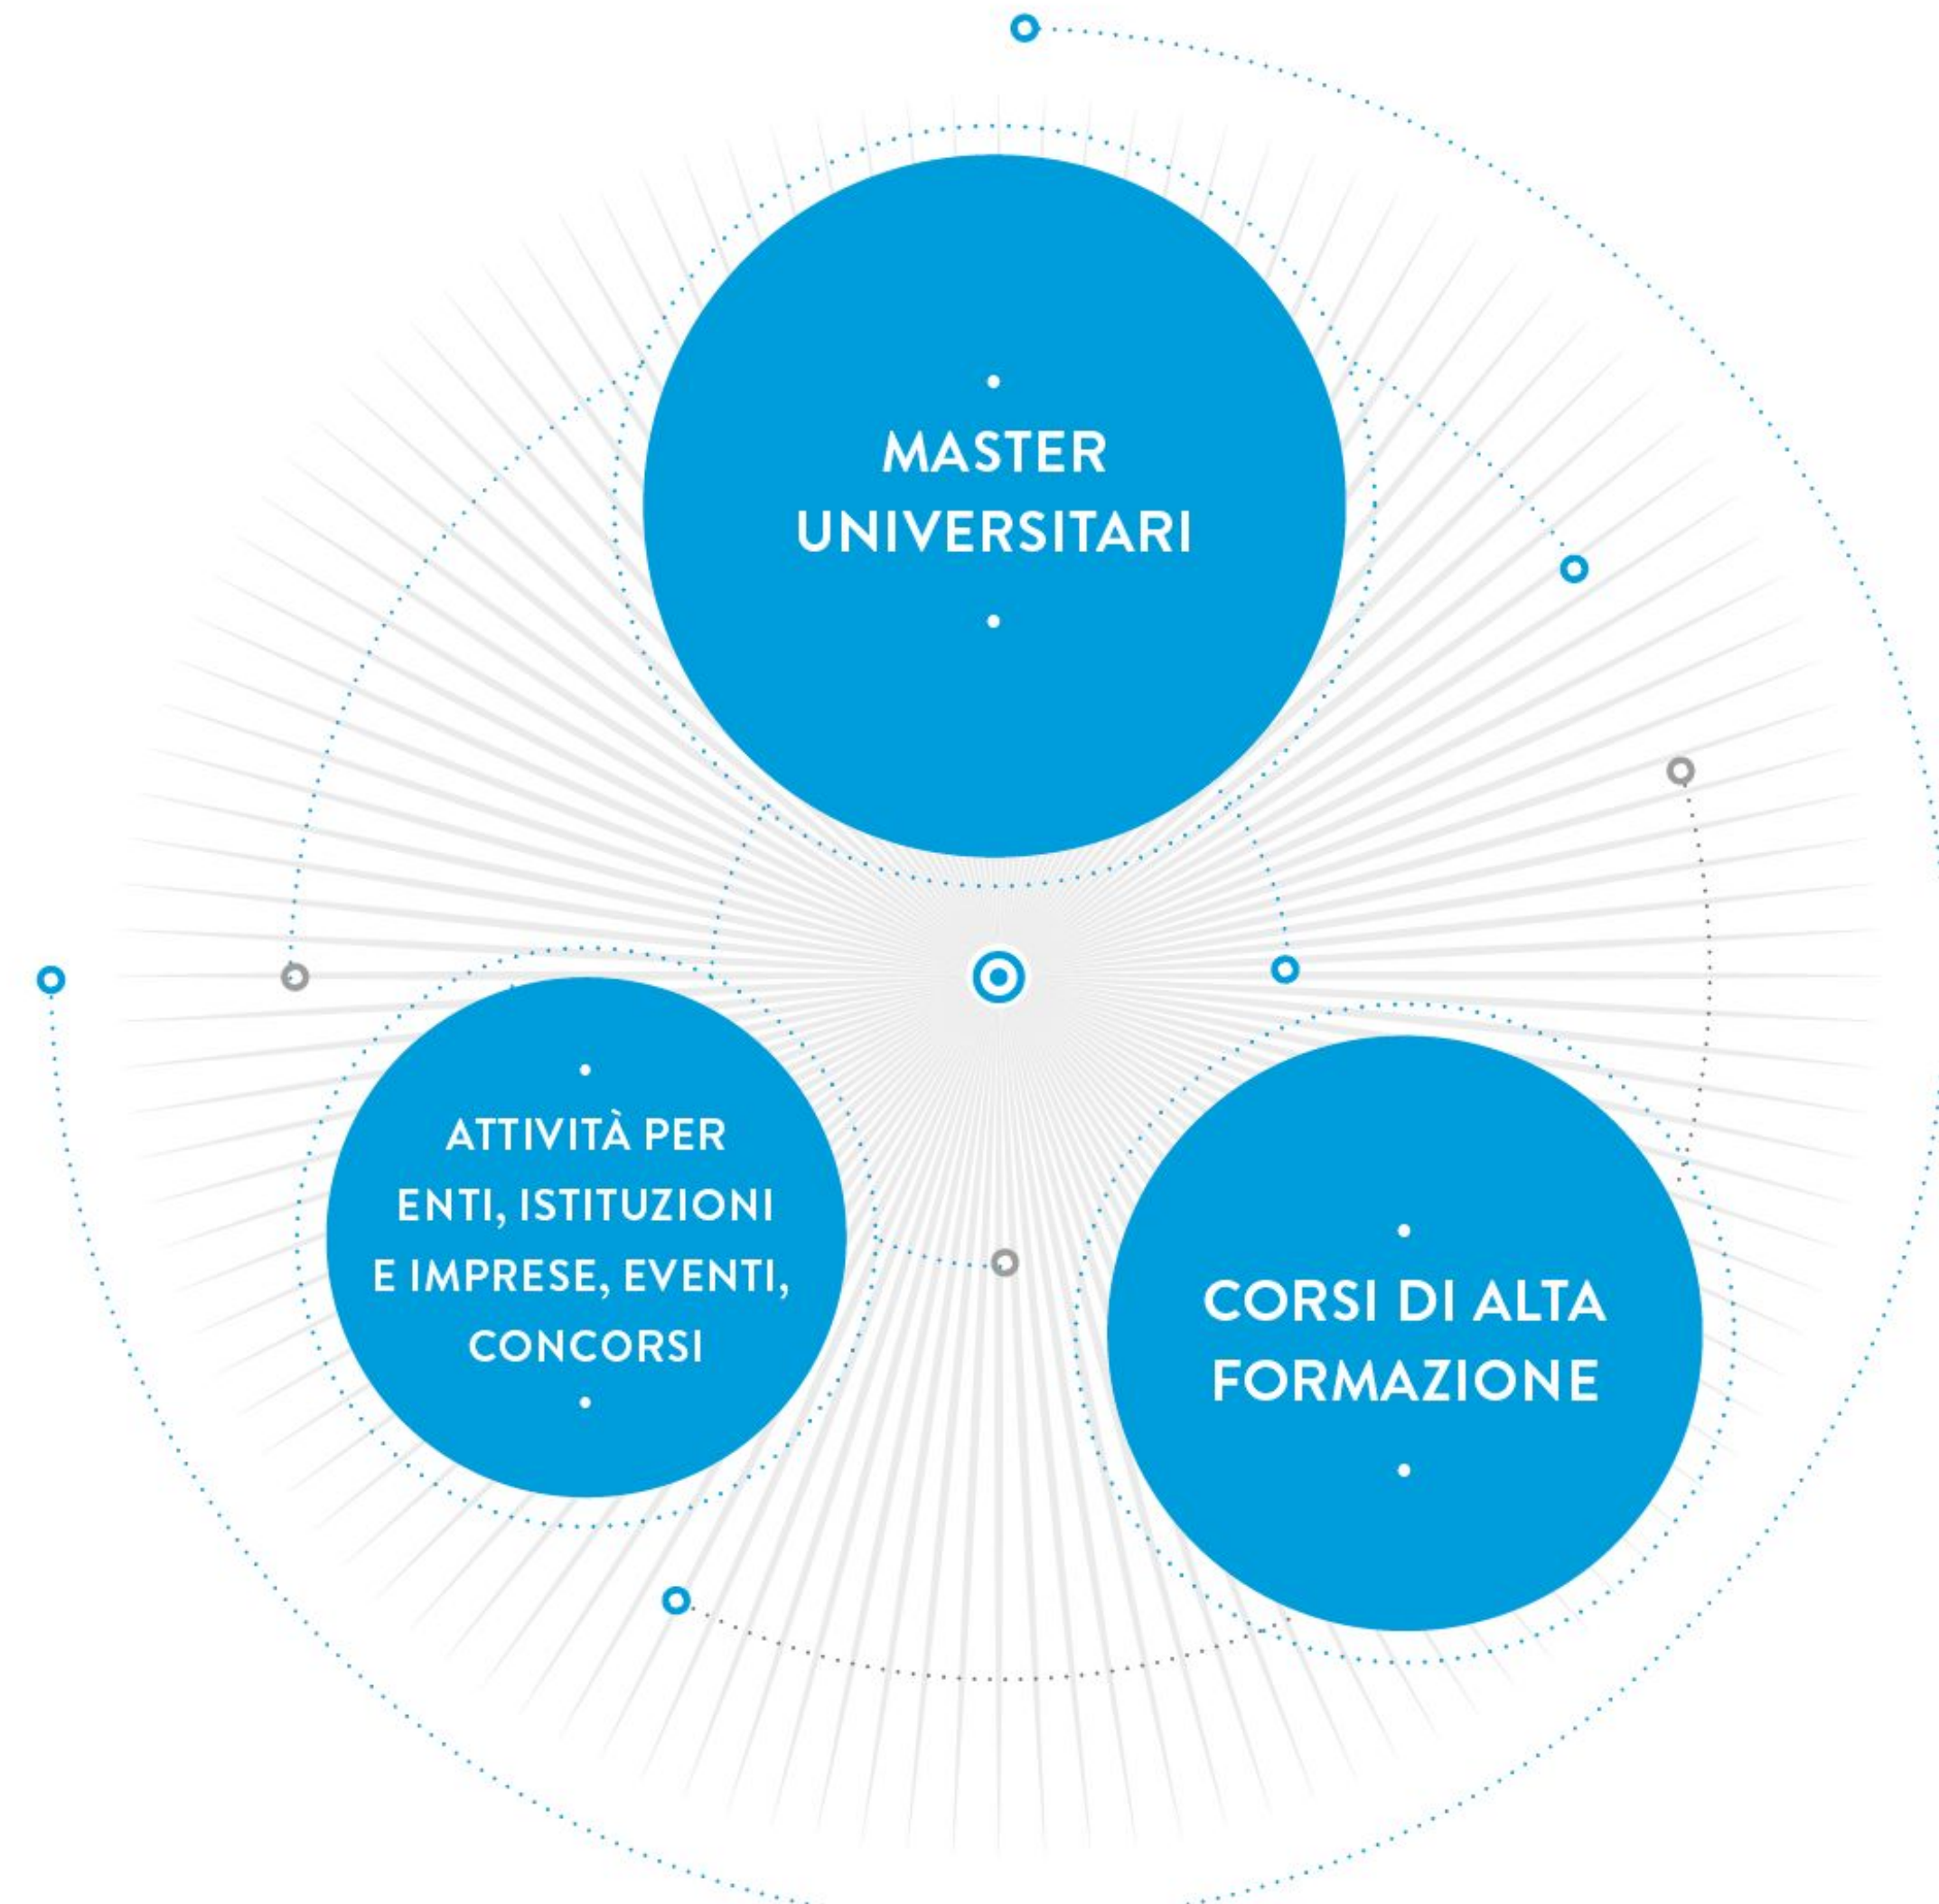 MASTER
UNIVERSITARI
ATTIVITÀ PER
ENTI, ISTITUZIONI
E IMPRESE, EVENTI,
CONCORSI
CORSI DI ALTA
FORMAZIONE